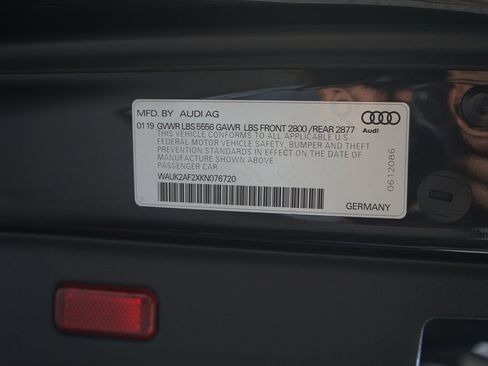 MFD. BY AUDI AG
01 19 GVWR LBS 5556 GAWR LBS FRONT 2800 /REAR 2877
THIS VEHICLE CONFORMS TO ALL APPLICABLE U.S
FEDERAL MOTOR VEHICLE SAFETY, BUMPER AND THEFT
PREVENTION STANDARDS IN EFFECT ON THE DATE OF
MANUFACTURE SHOWN ABOVE.
PASSENGER CAR
WAUK2AF2XKN076720
Audi
0612086
GERMANY